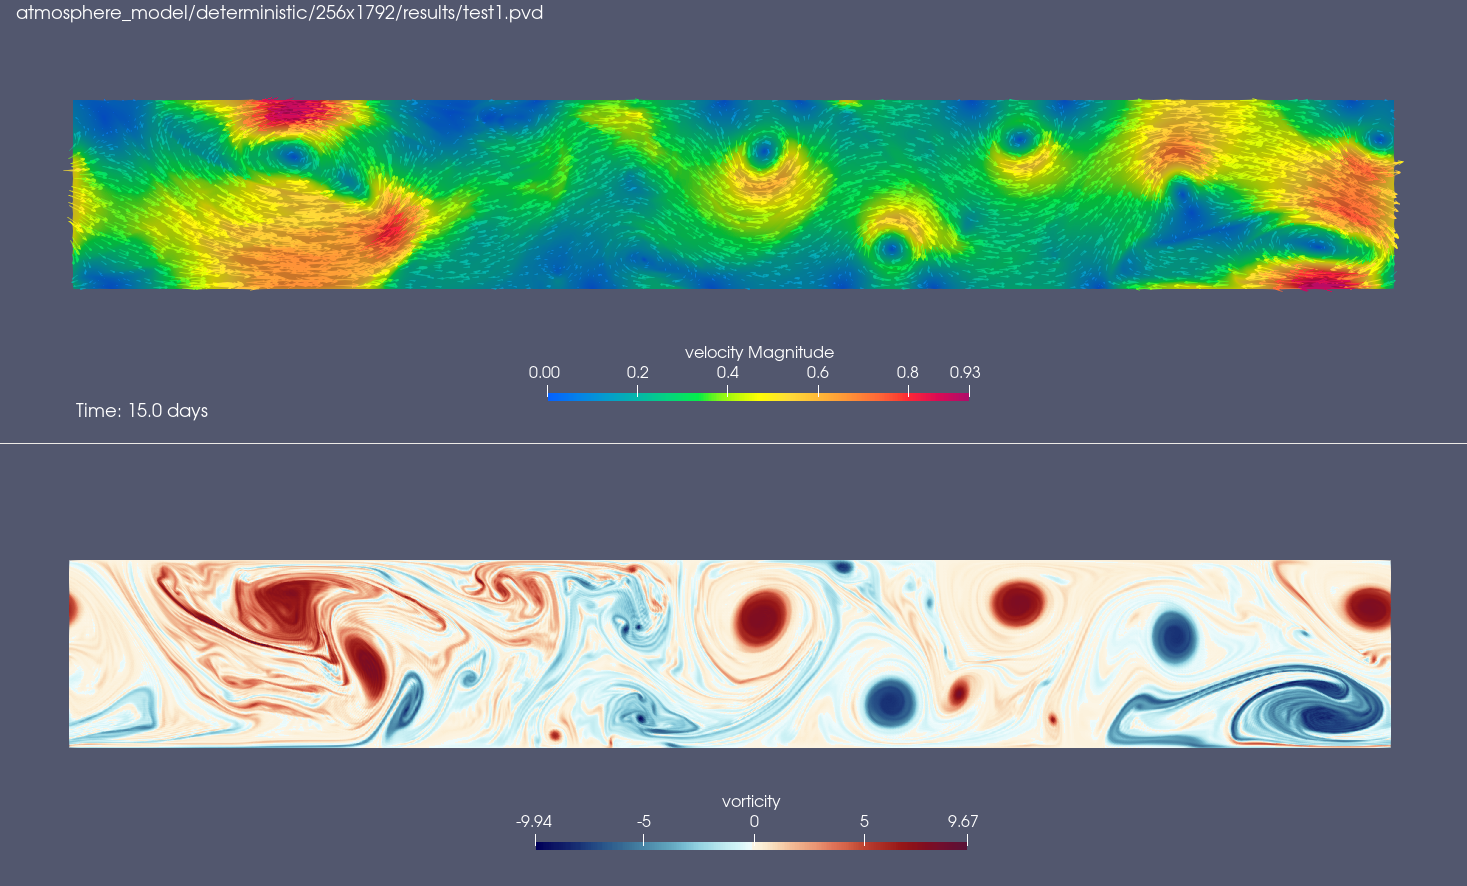 atmosphere_model/deterministic/256x1792/results/test1.pvd
velocity Magnitude
0.00 0.2 0.4 0.6 0.8 0.93
Time: 15.0 days
vorticity
-9.94 -5 0 5 9.67